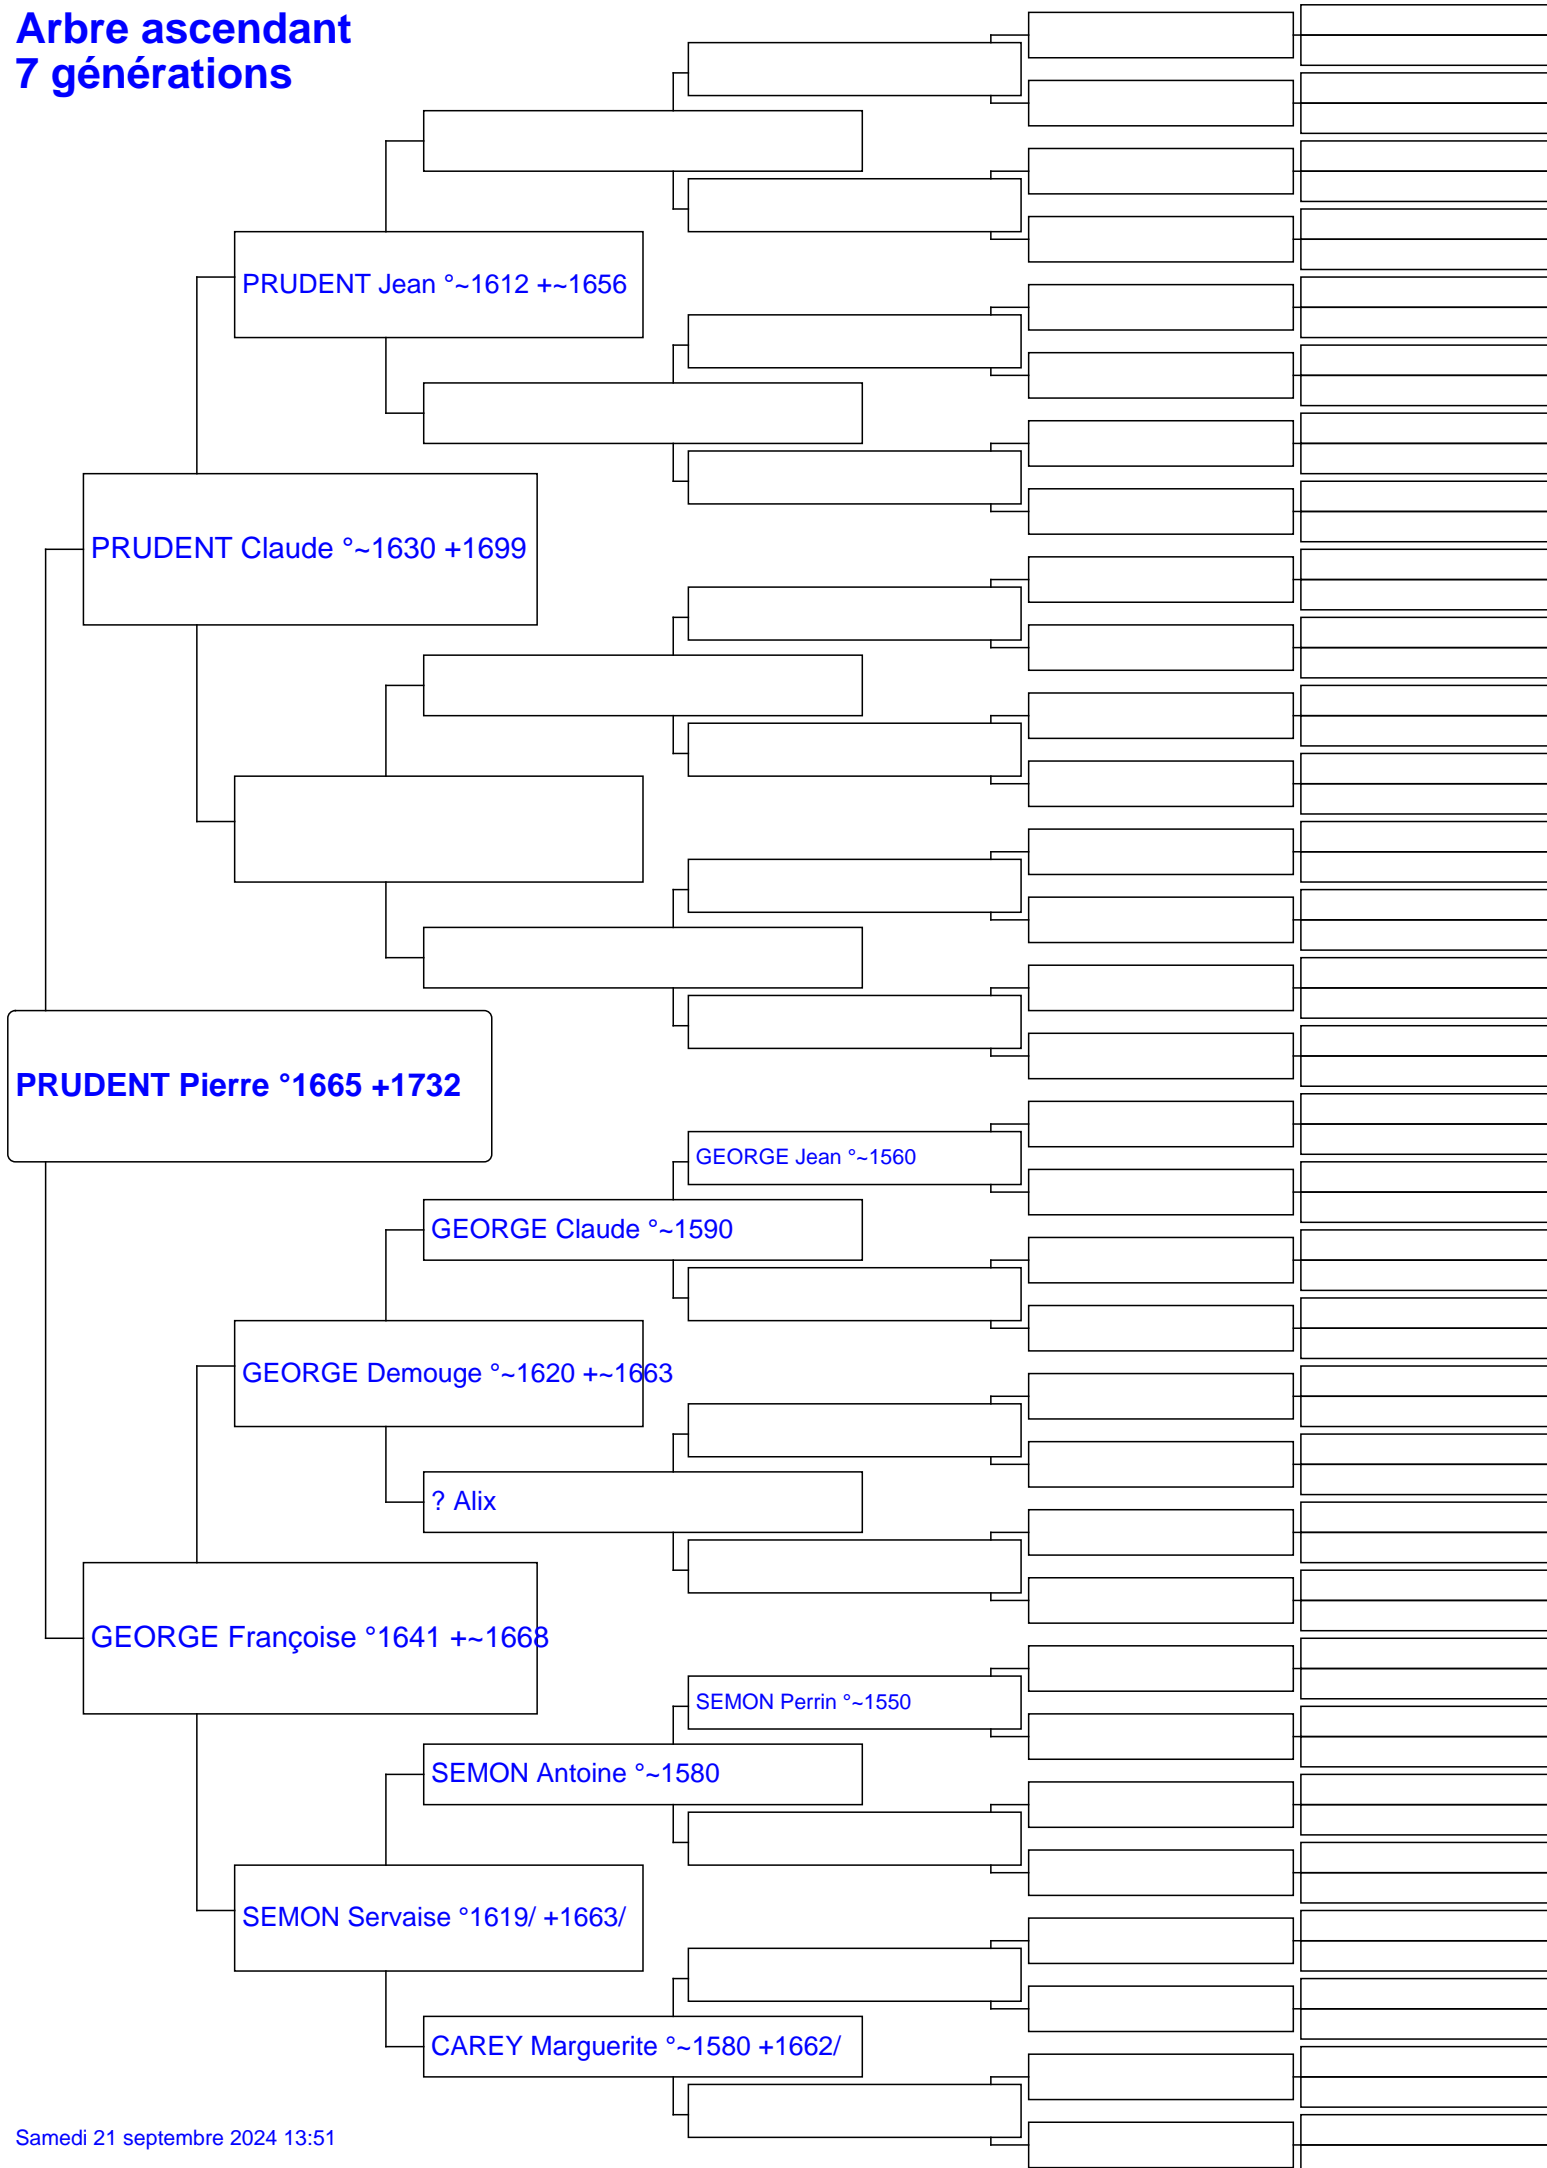 Arbre ascendant
7 générations
PRUDENT Jean °~1612 +~1656
PRUDENT Claude °~1630 +1699
PRUDENT Pierre °1665 +1732
GEORGE Jean °~1560
GEORGE Claude °~1590
GEORGE Demouge °~1620 +~1663
? Alix
GEORGE Françoise °1641 +~1668
SEMON Perrin °~1550
SEMON Antoine °~1580
SEMON Servaise °1619/ +1663/
CAREY Marguerite °~1580 +1662/
Samedi 21 septembre 2024 13:51